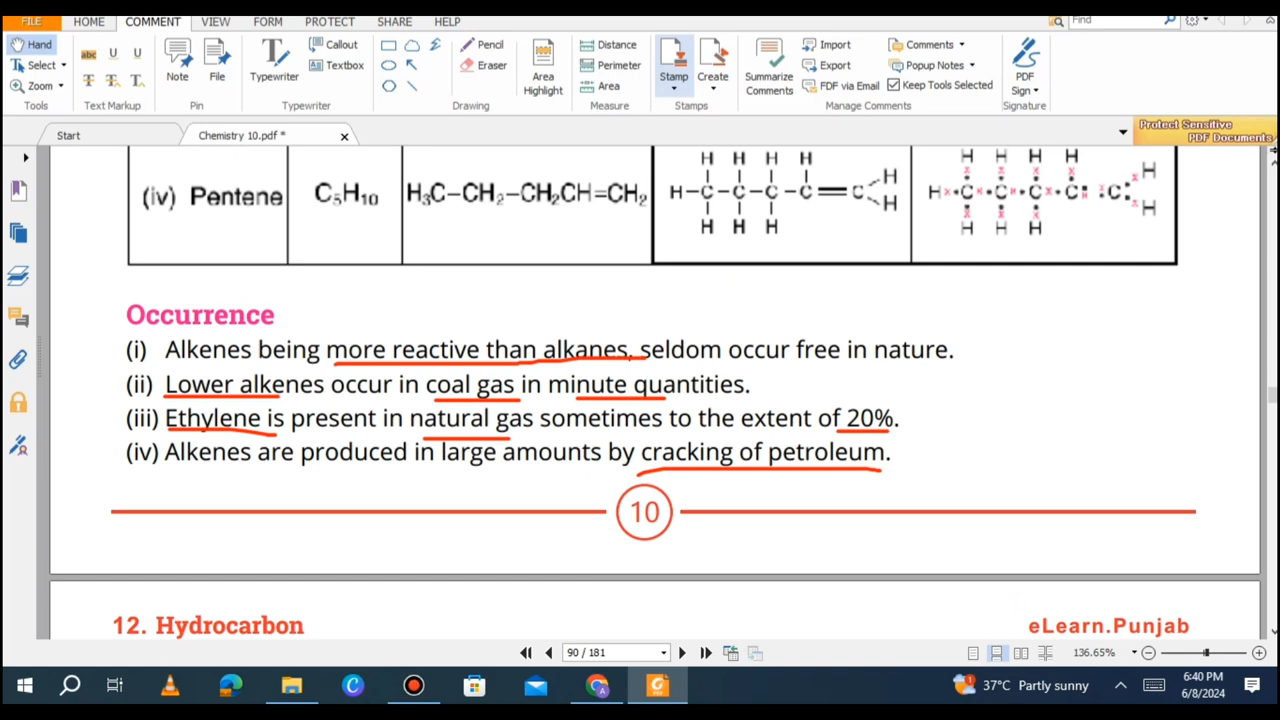 FILE HOME COMMENT VIEW FORM PROTECT SHARE HELP Find
Hand
Select
Zoom
Tools
abc U U
T T T
Text Markup
Note File
Pin
Typewriter
Callout
Textbox
Typewriter
Pencil
Eraser
Drawing
Area Highlight
Distance
Perimeter
Area
Measure
Stamp Create
Stamps
Summarize Comments
Import
Export
PDF via Email
Comments
Popup Notes
Keep Tools Selected
Manage Comments
PDF Sign
Signature
Start Chemistry 10.pdf *
Protect Sensitive
PDF Documents
H H H H H H H H
H H
(iv) Pentene C₅H₁₀ H₃C–CH₂–CH₂CH=CH₂ H–C–C–C–C=C H C C C C C
H H
H H H H H H
Occurrence
(i) Alkenes being more reactive than alkanes, seldom occur free in nature.
(ii) Lower alkenes occur in coal gas in minute quantities.
(iii) Ethylene is present in natural gas sometimes to the extent of 20%.
(iv) Alkenes are produced in large amounts by cracking of petroleum.
10
12. Hydrocarbon eLearn.Punjab
90 / 181 136.65%
37°C Partly sunny
6:40 PM
6/8/2024